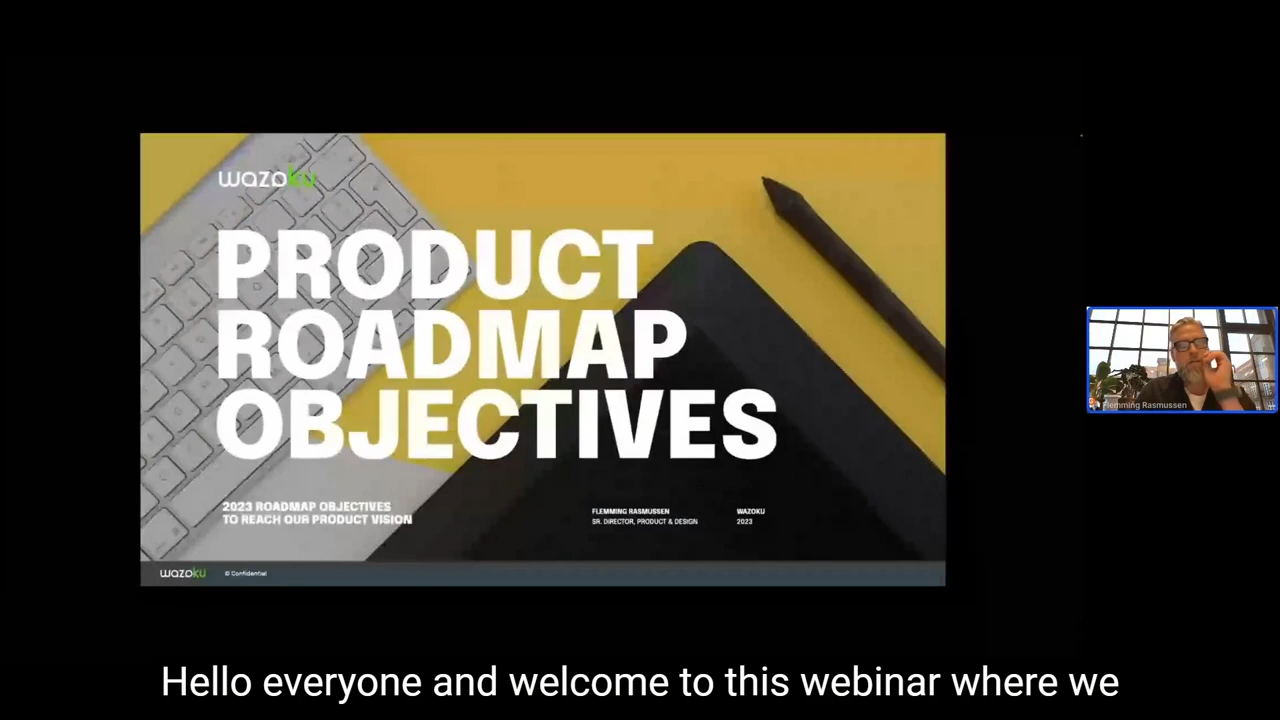 wazoku
PRODUCT
ROADMAP
OBJECTIVES
2023 ROADMAP OBJECTIVES
TO REACH OUR PRODUCT VISION
FLEMMING RASMUSSEN
SR. DIRECTOR, PRODUCT & DESIGN
WAZOKU
2023
wazoku
© Confidential
Flemming Rasmussen
Hello everyone and welcome to this webinar where we